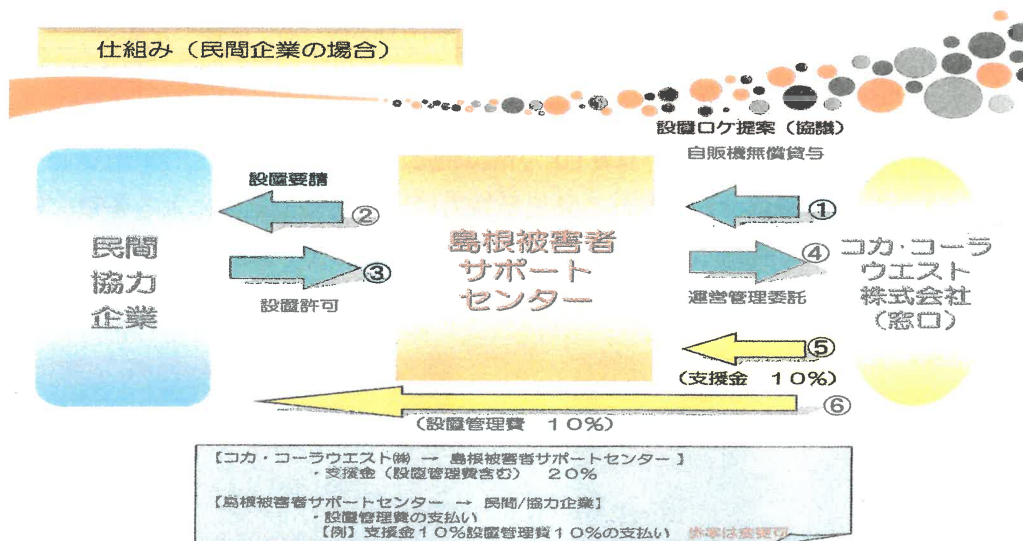 仕組み（民間企業の場合）
設置ロケ提案（協議）
自販機無償貸与
設置要請
①
②
民間
協力
企業
島根被害者
サポート
センター
コカ・コーラ
ウエスト
株式会社
（窓口）
③
④
設置許可
運営管理委託
⑤
（支援金　１０％）
⑥
（設置管理費　１０％）
【コカ・コーラウエスト㈱ → 島根被害者サポートセンター】
・支援金（設置管理費含む）　２０％
【島根被害者サポートセンター → 民間/協力企業】
・設置管理費の支払い
【例】支援金１０％設置管理費１０％の支払い　赤字は変更可